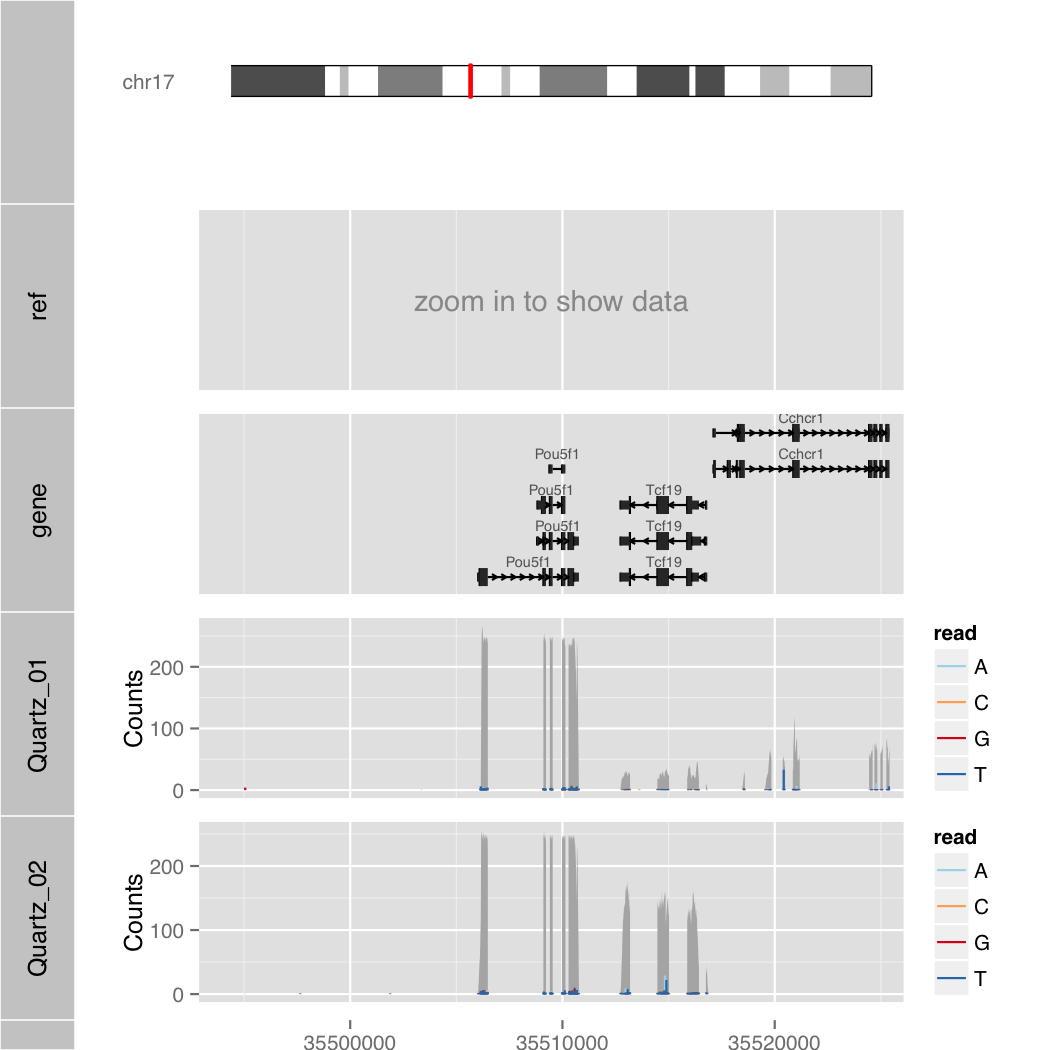 chr17
ref
zoom in to show data
gene
Cchcr1
Pou5f1
Cchcr1
Pou5f1
Tcf19
Pou5f1
Tcf19
Pou5f1
Tcf19
Quartz_01
Counts
200
100
0
read
A
C
G
T
Quartz_02
Counts
200
100
0
read
A
C
G
T
35500000
35510000
35520000